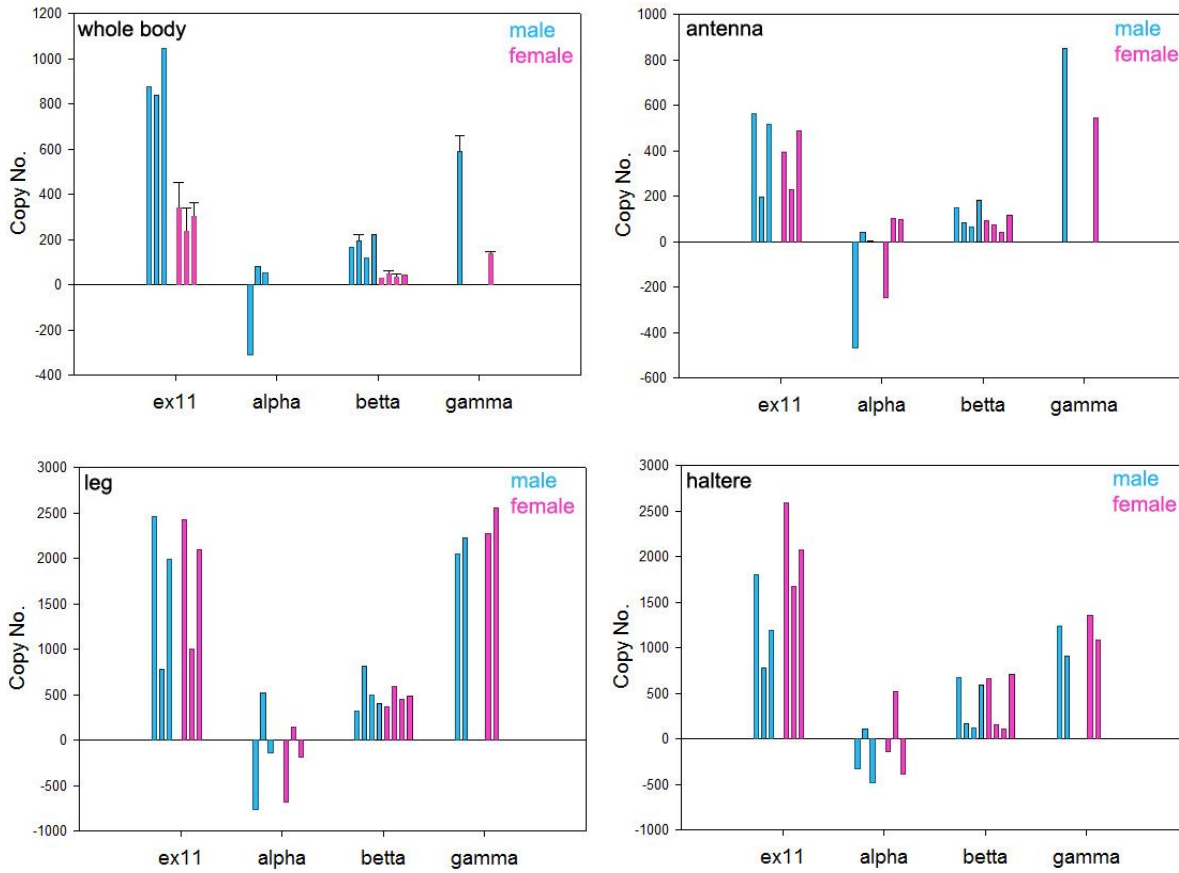 whole body
male
female
Copy No.
1200
1000
800
600
400
200
0
-200
-400
ex11 alpha betta gamma
antenna
male
female
Copy No.
1000
800
600
400
200
0
-200
-400
-600
ex11 alpha betta gamma
leg
male
female
Copy No.
3000
2500
2000
1500
1000
500
0
-500
-1000
ex11 alpha betta gamma
haltere
male
female
Copy No.
3000
2500
2000
1500
1000
500
0
-500
-1000
ex11 alpha betta gamma